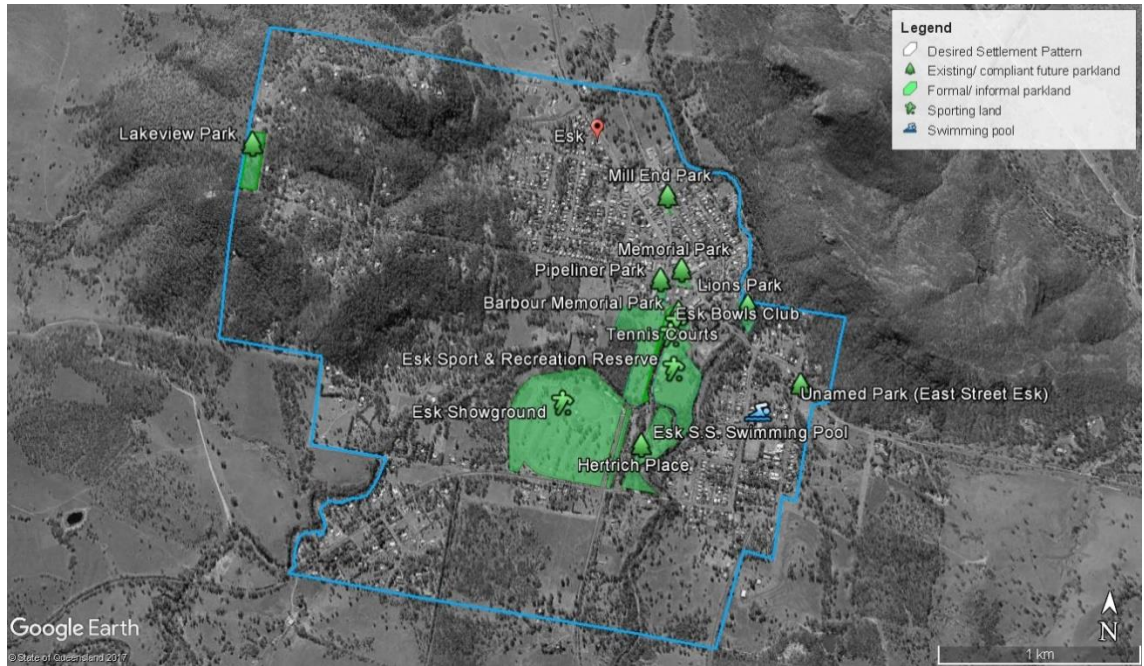 Legend
Desired Settlement Pattern
Existing/ compliant future parkland
Formal/ informal parkland
Sporting land
Swimming pool
Lakeview Park
Esk
Mill End Park
Memorial Park
Pipeliner Park
Lions Park
Barbour Memorial Park
Esk Bowls Club
Tennis Courts
Esk Sport & Recreation Reserve
Unamed Park (East Street Esk)
Esk Showground
Esk S.S. Swimming Pool
Hertrich Place
Google Earth
© State of Queensland 2017
N
1 km